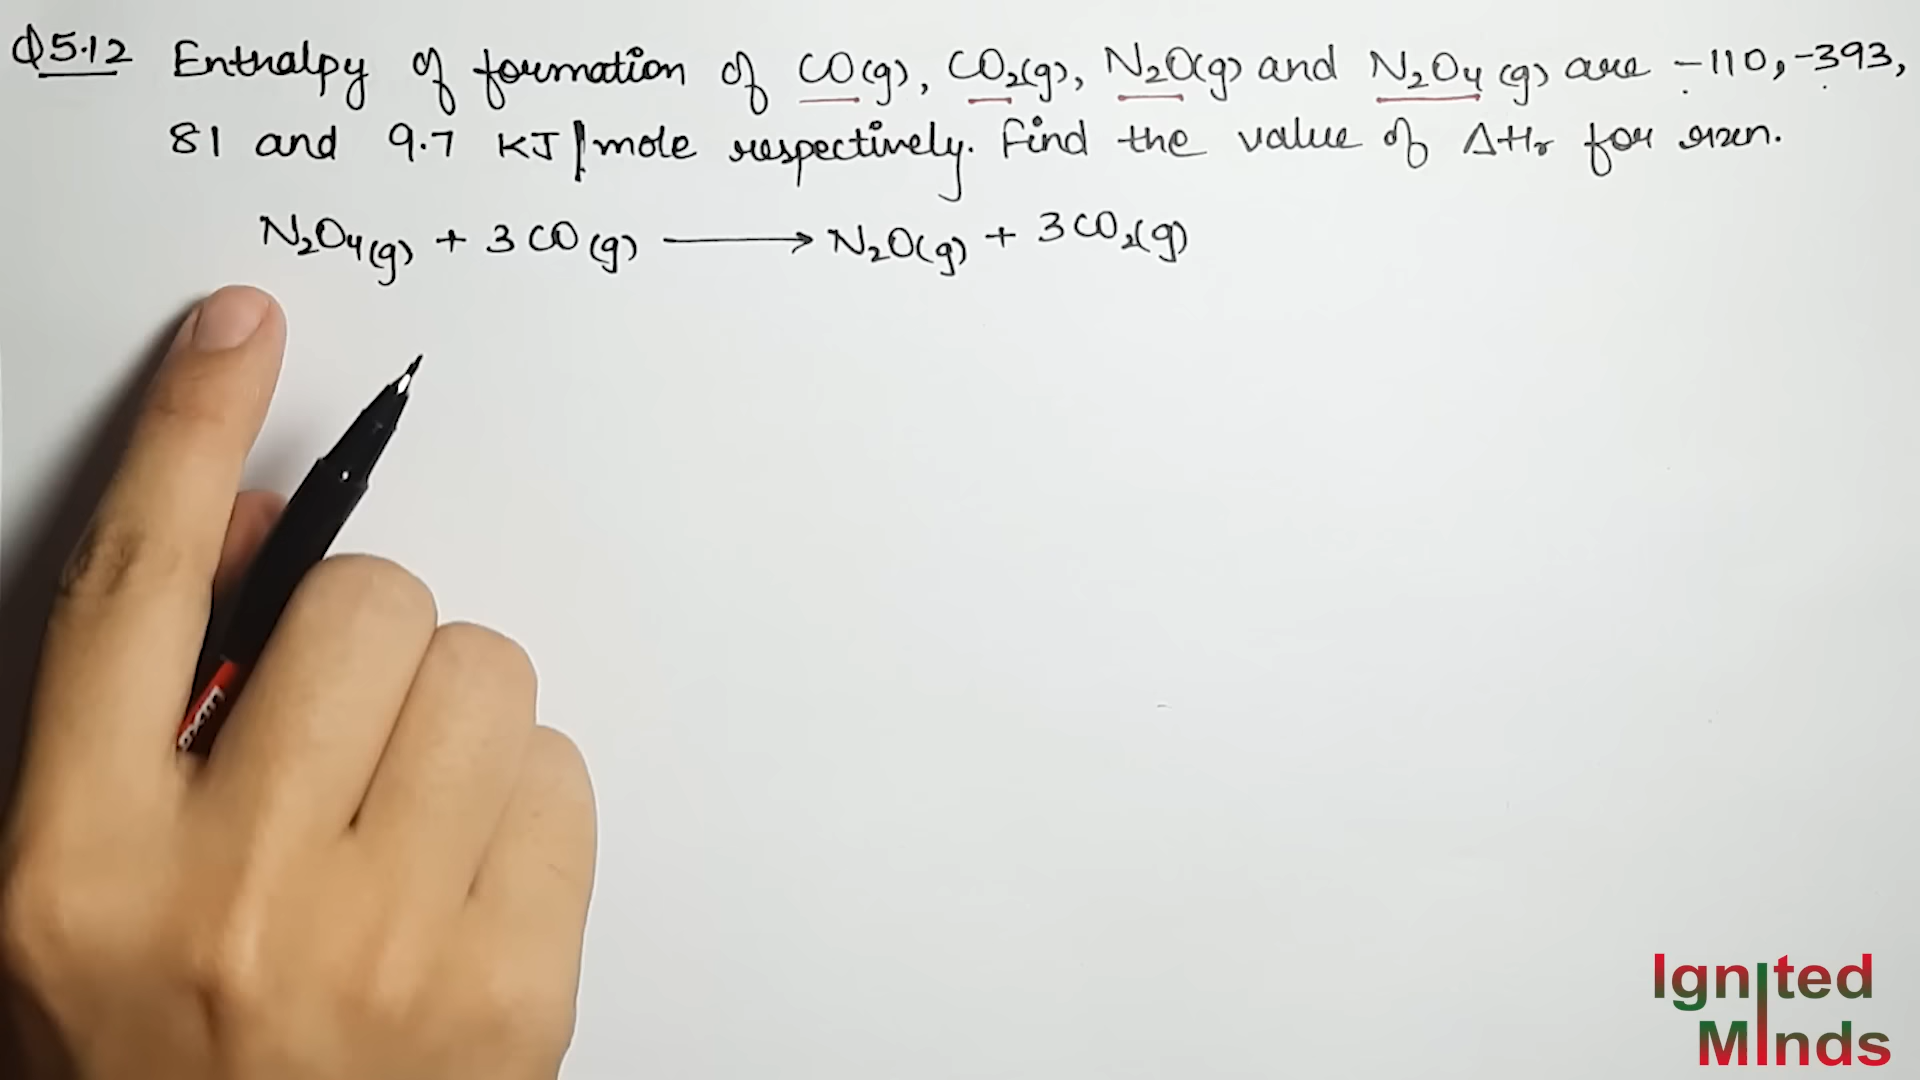 Q5.12 Enthalpy of formation of CO(g), CO₂(g), N₂O(g) and N₂O₄(g) are -110, -393,
81 and 9.7 KJ/mole respectively. Find the value of ΔHr for rxn.
N₂O₄(g) + 3CO(g) ⟶ N₂O(g) + 3CO₂(g)
LUXO
Ignited
Minds